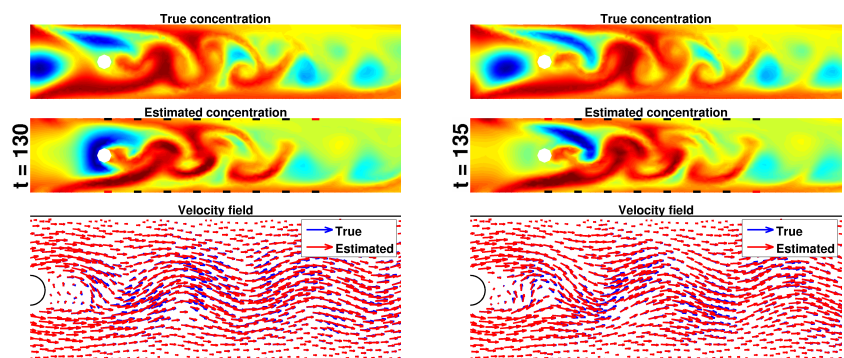 True concentration
Estimated concentration
t = 130
Velocity field
True
Estimated
True concentration
Estimated concentration
t = 135
Velocity field
True
Estimated